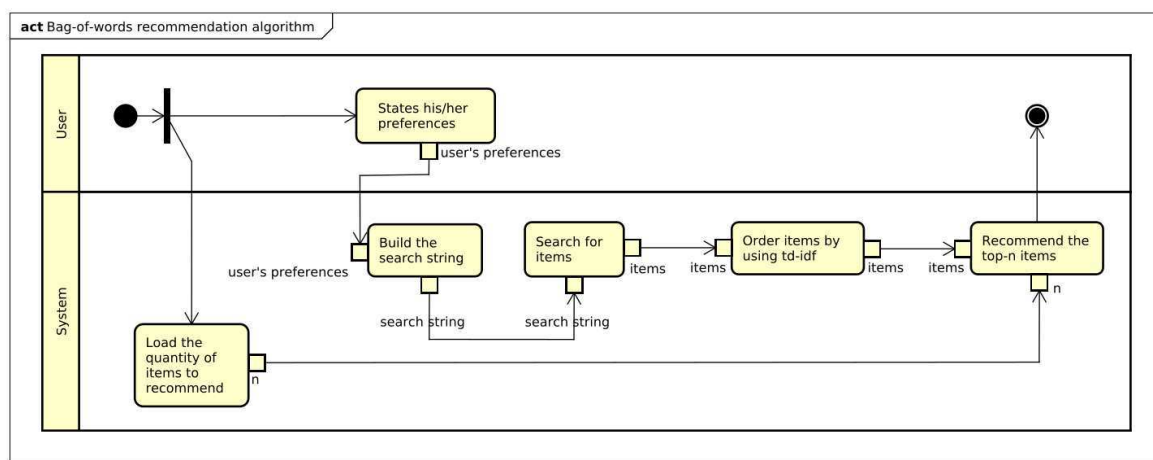 act Bag-of-words recommendation algorithm
User
States his/her
preferences
user's preferences
System
user's preferences
Build the
search string
search string
Search for
items
search string
items
items
Order items by
using td-idf
items
items
Recommend the
top-n items
n
Load the
quantity of
items to
recommend
n